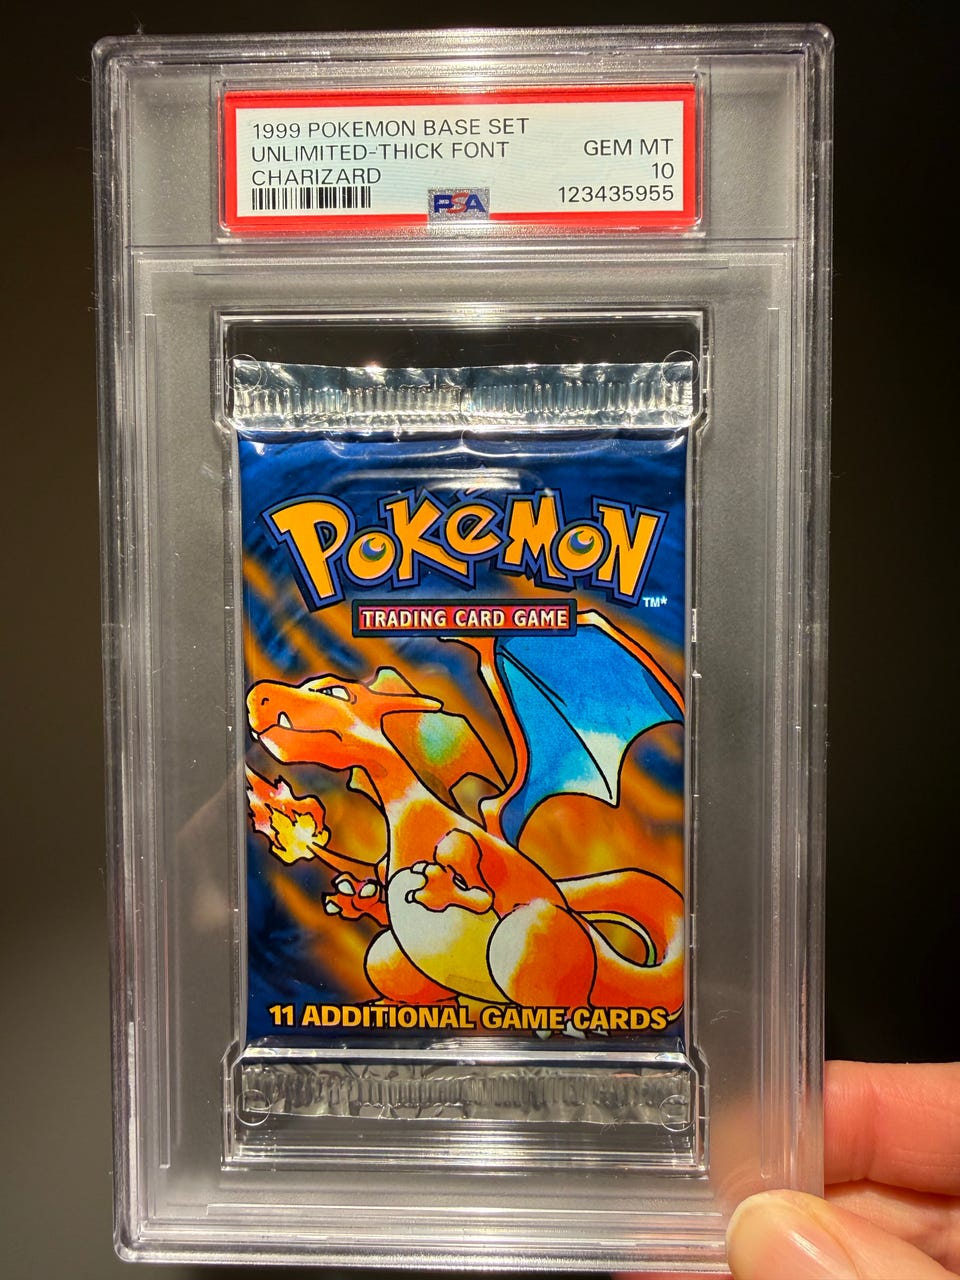 1999 POKEMON BASE SET
UNLIMITED-THICK FONT
CHARIZARD
GEM MT
10
123435955
PSA
POKéMON
TM*
TRADING CARD GAME
11 ADDITIONAL GAME CARDS